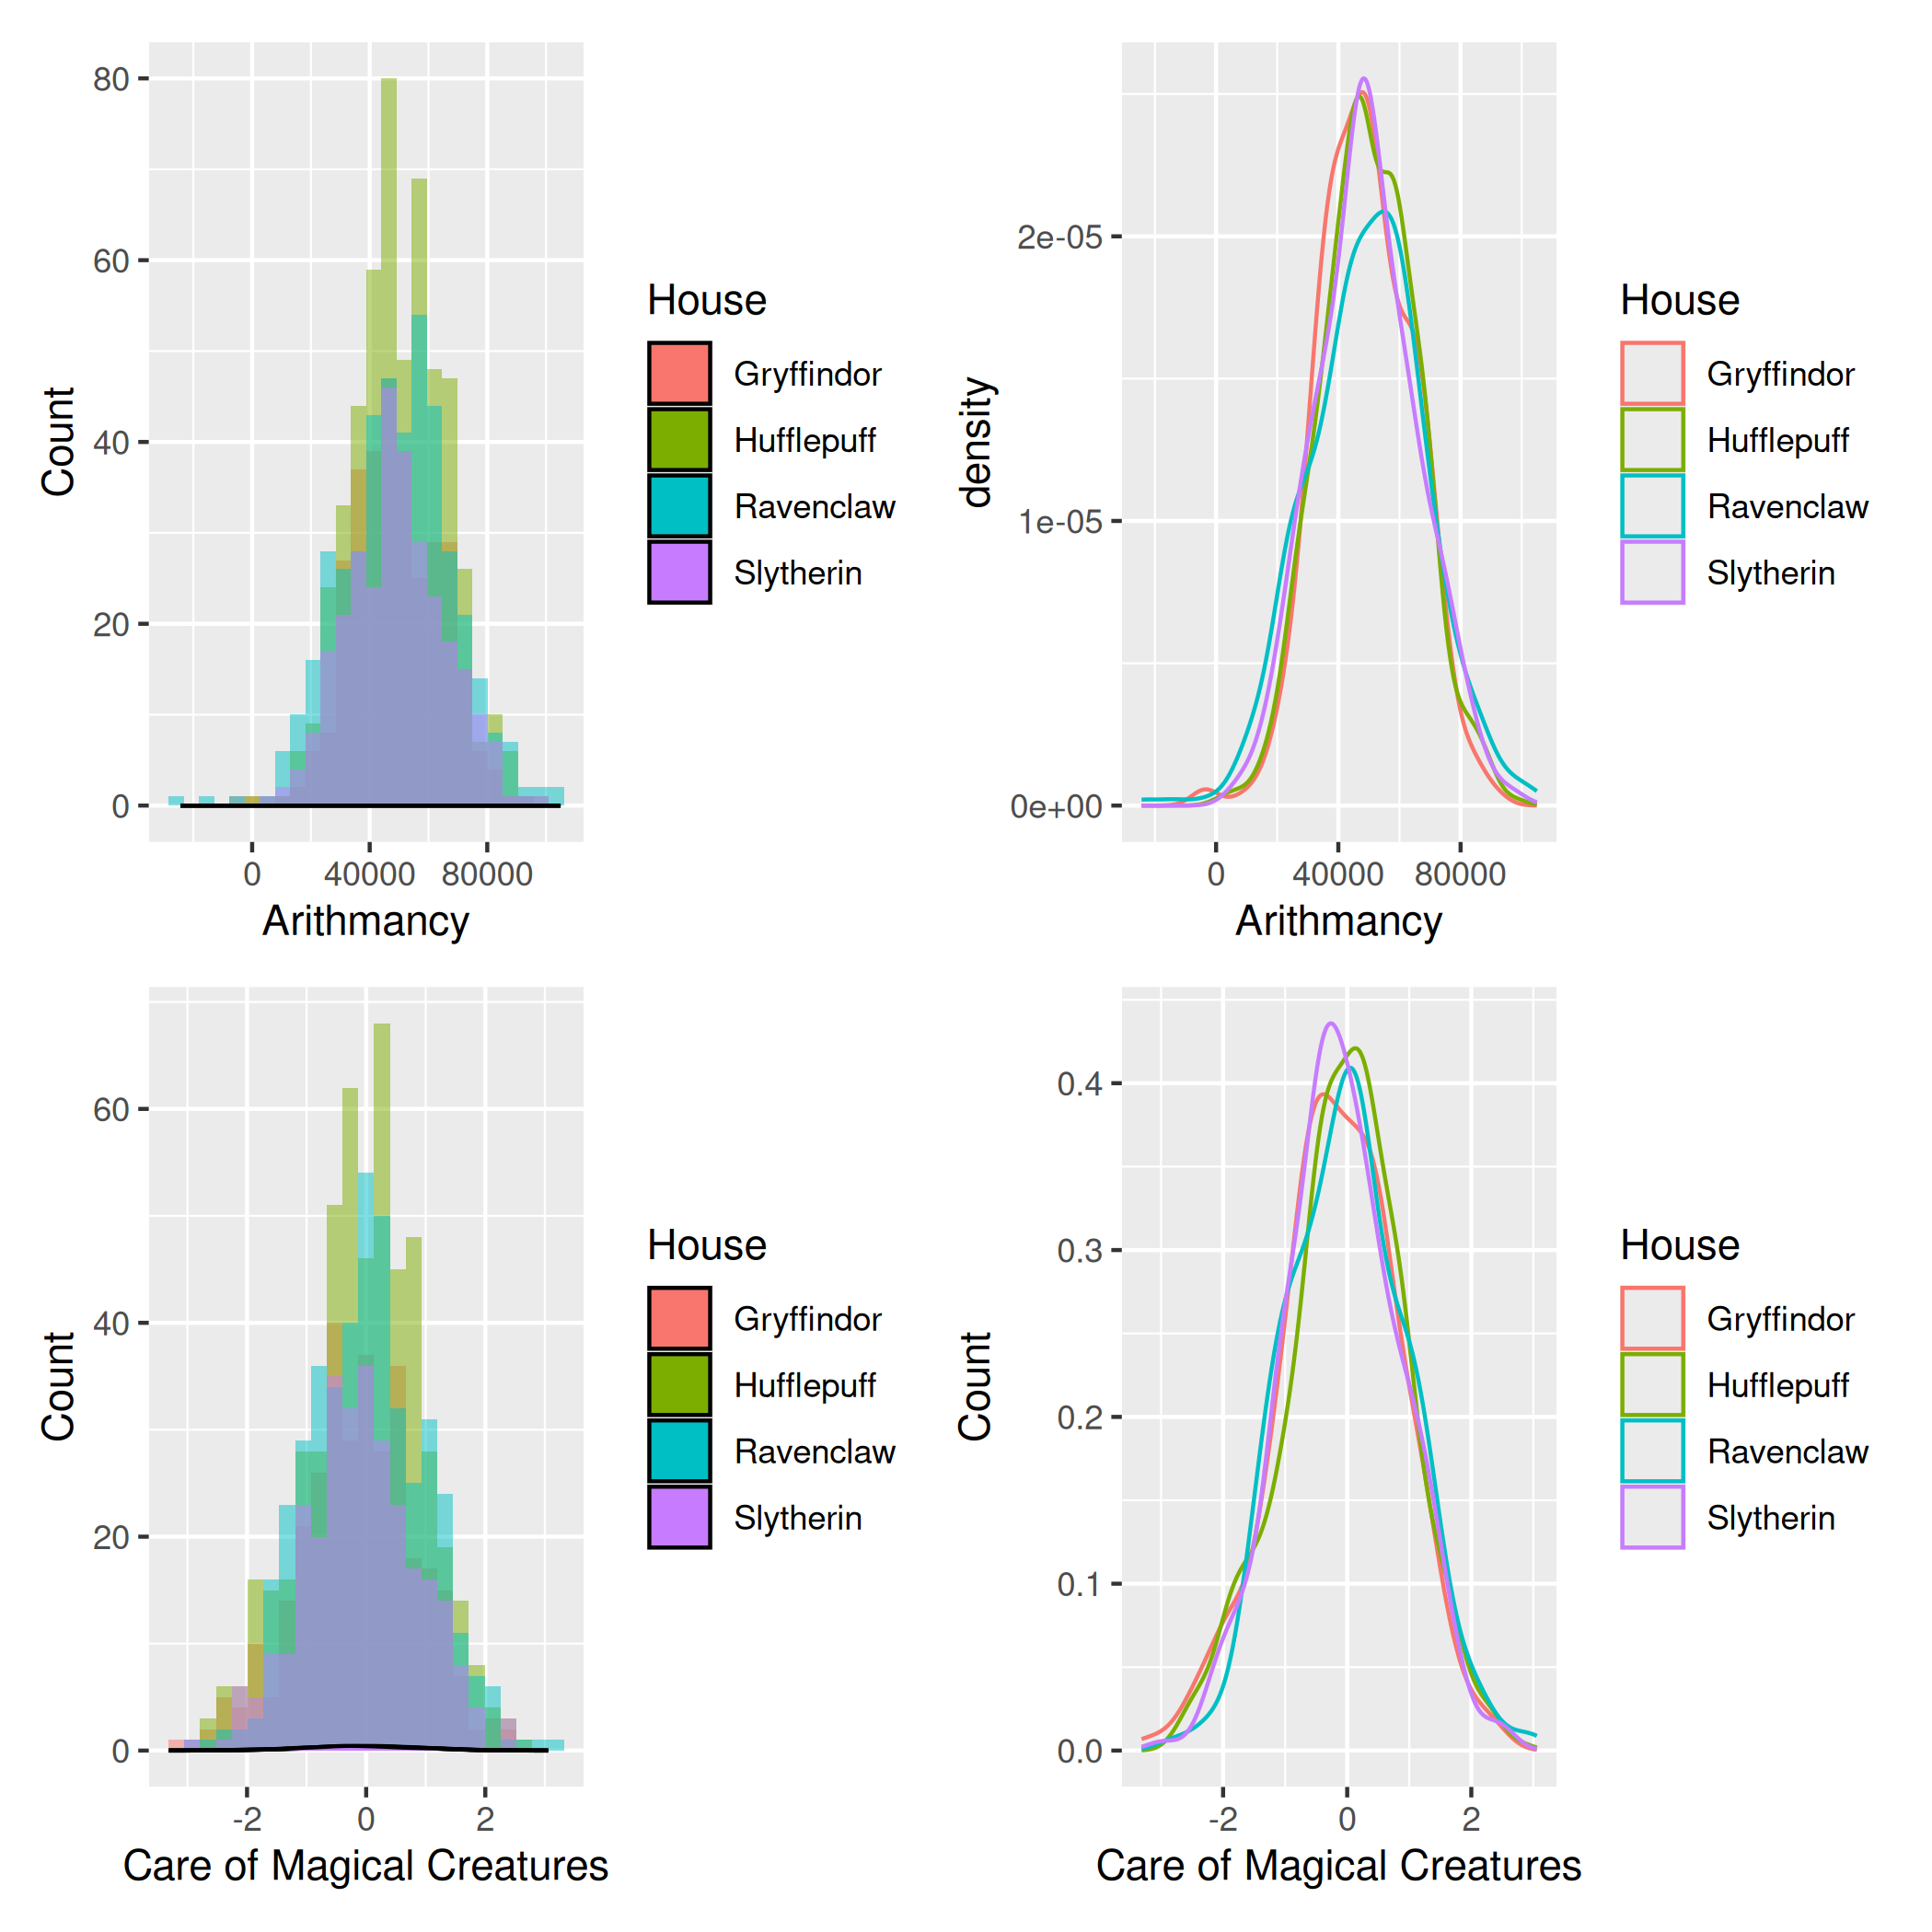 80
60
40
20
0
Count
0 40000 80000
Arithmancy
House
Gryffindor
Hufflepuff
Ravenclaw
Slytherin
2e-05
1e-05
0e+00
density
0 40000 80000
Arithmancy
House
Gryffindor
Hufflepuff
Ravenclaw
Slytherin
60
40
20
0
Count
-2 0 2
Care of Magical Creatures
House
Gryffindor
Hufflepuff
Ravenclaw
Slytherin
0.4
0.3
0.2
0.1
0.0
Count
-2 0 2
Care of Magical Creatures
House
Gryffindor
Hufflepuff
Ravenclaw
Slytherin